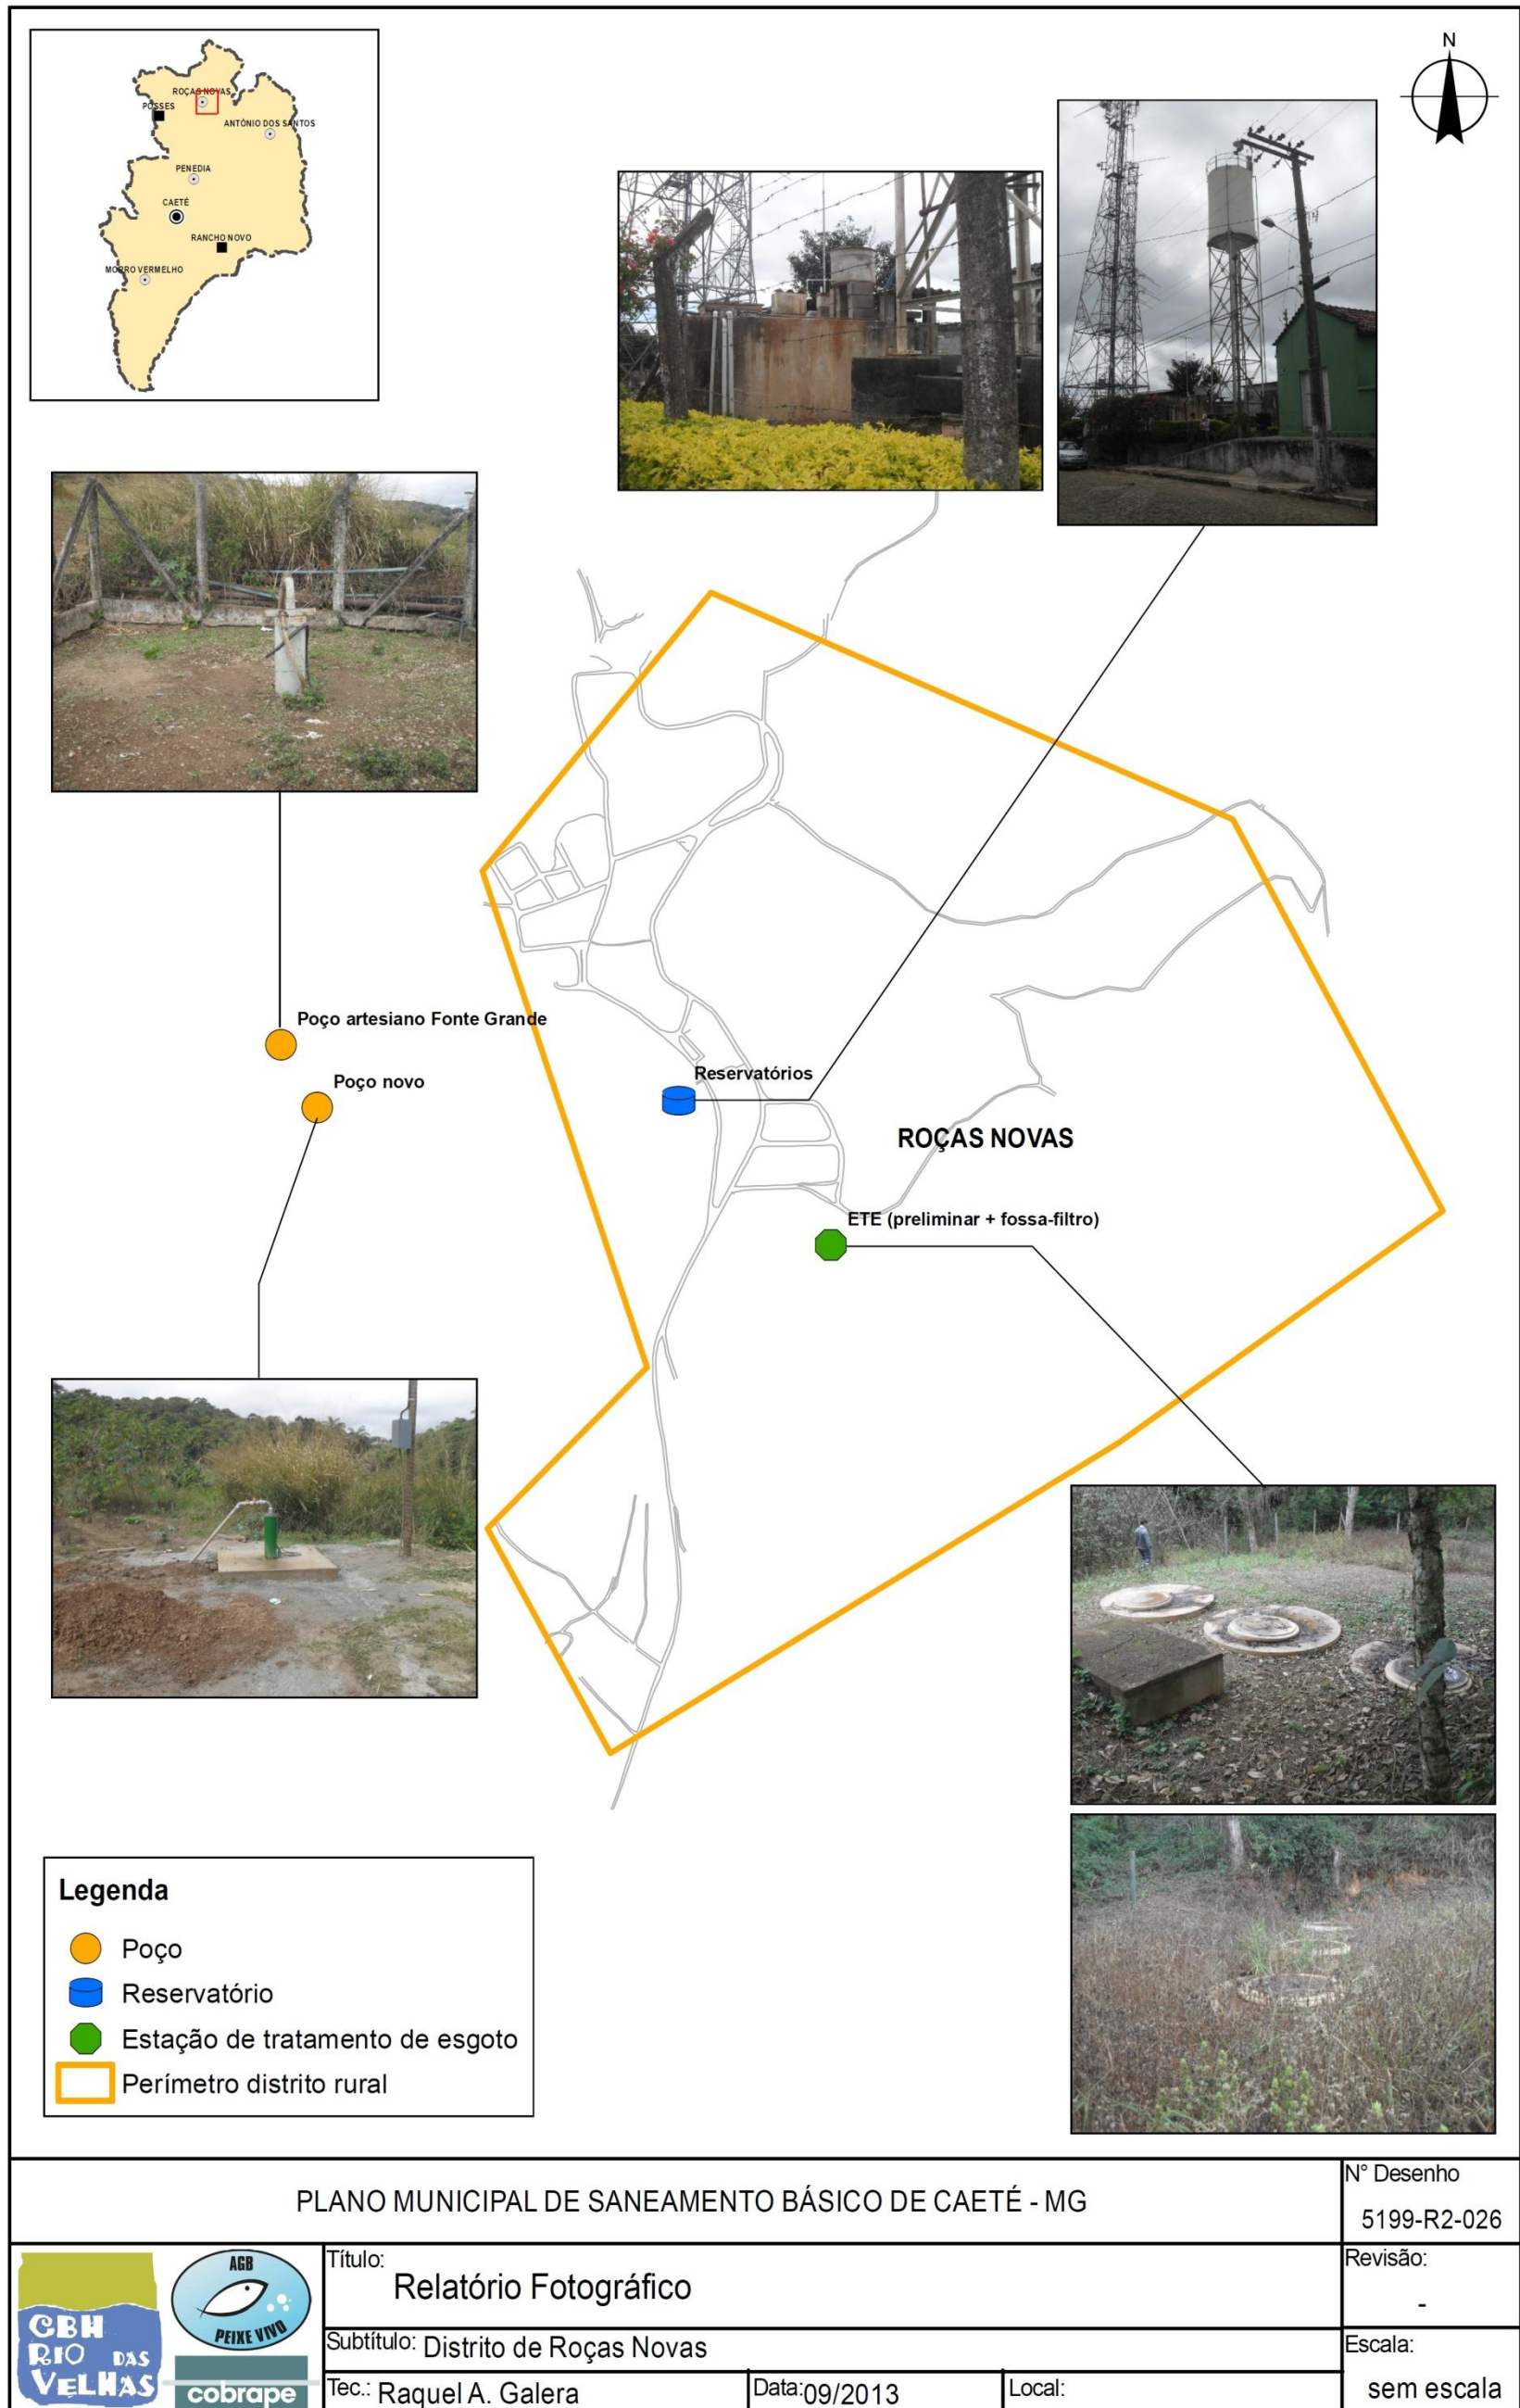 N
ROÇAS NOVAS
POSSES
ANTÔNIO DOS SANTOS
PENEDIA
CAETÉ
RANCHO NOVO
MORRO VERMELHO
Poço artesiano Fonte Grande
Poço novo
Reservatórios
ROÇAS NOVAS
ETE (preliminar + fossa-filtro)
Legenda
Poço
Reservatório
Estação de tratamento de esgoto
Perímetro distrito rural
PLANO MUNICIPAL DE SANEAMENTO BÁSICO DE CAETÉ - MG
N° Desenho
5199-R2-026
CBH
RIO DAS
VELHAS
AGB
PEIXE VIVO
cobrape
Título:
Relatório Fotográfico
Revisão:
-
Subtítulo: Distrito de Roças Novas
Escala:
sem escala
Tec.: Raquel A. Galera
Data:09/2013
Local: